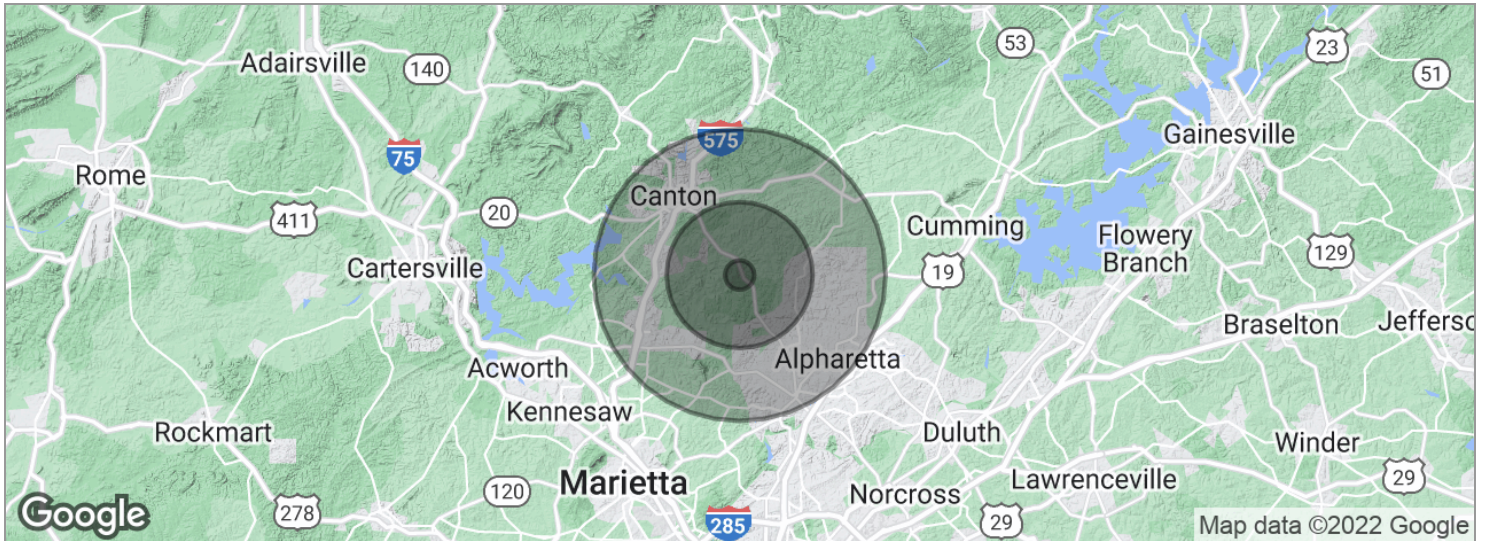 53
23
Adairsville
140
51
575
75
Gainesville
Rome
Canton
20
411
Cumming
Flowery
Branch
129
Cartersville
19
Braselton
Jefferso
Alpharetta
Acworth
Kennesaw
Rockmart
Duluth
Winder
Marietta
Lawrenceville
29
120
Norcross
278
Google
285
29
Map data ©2022 Google